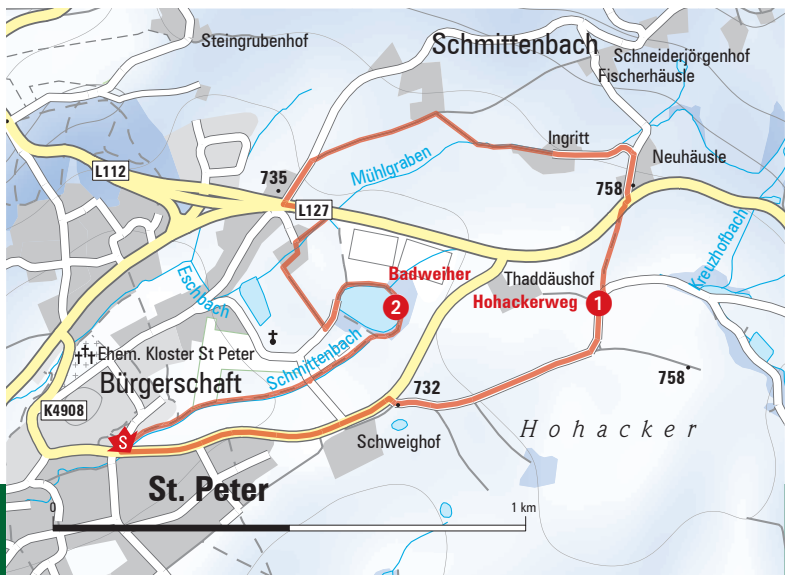 Steingrubenhof
Schmittenbach
Schneiderjörgenhof
Fischerhäusle
Ingritt
Neuhäusle
L112
Mühlgraben
735
758
L127
Eschbach
Badweiher
2
Thaddäushof
Hohackerweg
1
Kreuzhofbach
Ehem. Kloster St Peter
Schmittenbach
Bürgerschaft
758
732
K4908
S
Schweighof
Hohacker
St. Peter
0
1 km